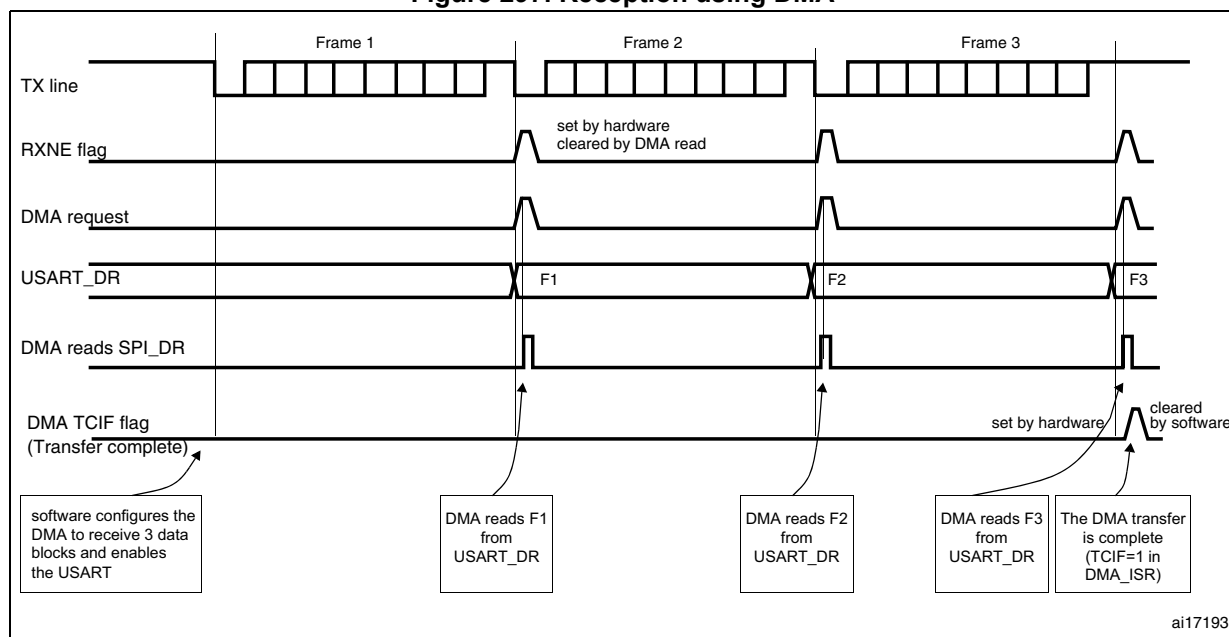 Figure Reception using DMA
Frame 1
Frame 2
Frame 3
TX line
set by hardware
cleared by DMA read
RXNE flag
DMA request
USART_DR
F1
F2
F3
DMA reads SPI_DR
DMA TCIF flag
(Transfer complete)
set by hardware
cleared
by software
software configures the
DMA to receive 3 data
blocks and enables
the USART
DMA reads F1
from
USART_DR
DMA reads F2
from
USART_DR
DMA reads F3
from
USART_DR
The DMA transfer
is complete
(TCIF=1 in
DMA_ISR)
ai17193